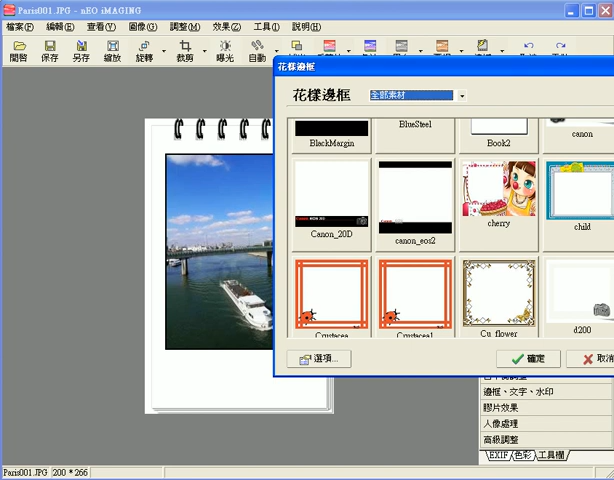 Paris001.JPG - nEO iMAGING
檔案(F) 編輯(E) 查看(V) 圖像(G) 調整(M) 效果(Z) 工具(I) 說明(H)
開啓 保存 另存 縮放 旋轉 裁剪 曝光 自動
花樣邊框
花樣邊框 全部素材
BlackMargin BlueSteel Book2 canon
Canon_20D canon_eos2 cherry child
Crustacea Crustacea1 Cu_flower d200
選項... 確定 取消
邊框、文字、水印
膠片效果
人像處理
高級調整
EXIF 色彩 工具欄
Paris001.JPG 200 * 266